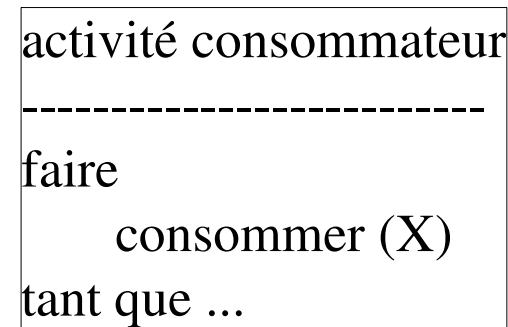 activité consommateur
--------------------------
faire
consommer (X)
tant que ...